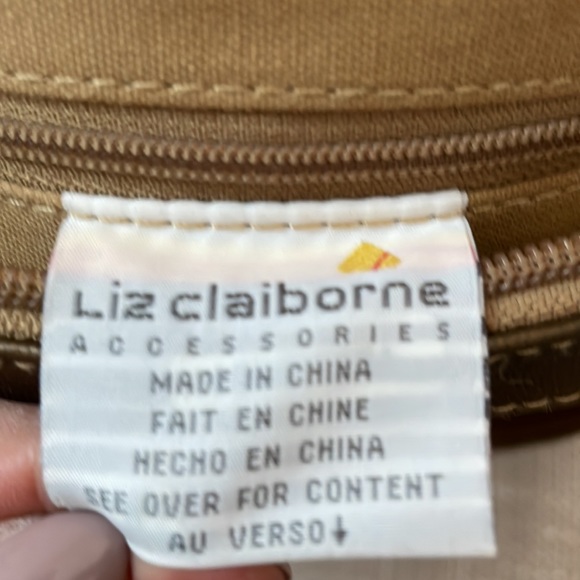 Liz claiborne
ACCESSORIES
MADE IN CHINA
FAIT EN CHINE
HECHO EN CHINA
SEE OVER FOR CONTENT
AU VERSO↓